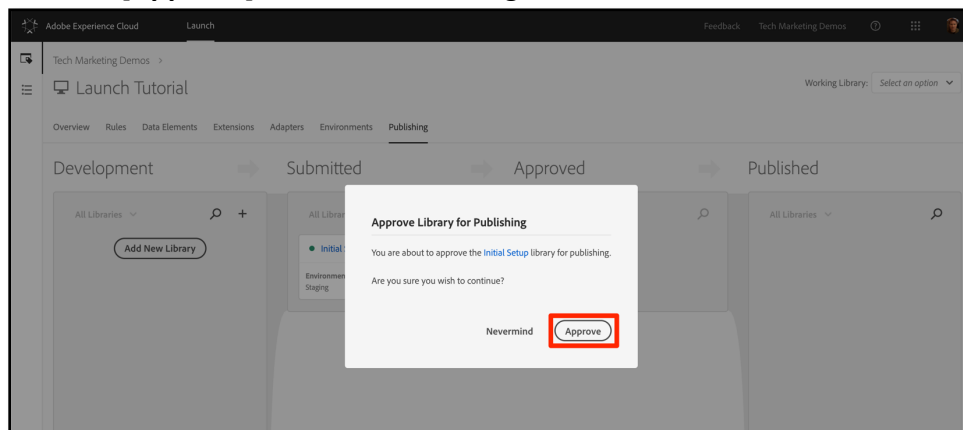 Adobe Experience Cloud Launch Feedback Tech Marketing Demos
Tech Marketing Demos >
Launch Tutorial
Working Library: Select an option
Overview Rules Data Elements Extensions Adapters Environments Publishing
Development Submitted Approved Published
All Libraries All Librar All Libraries
Add New Library
Initial
Environmen
Staging
Approve Library for Publishing
You are about to approve the Initial Setup library for publishing.
Are you sure you wish to continue?
Nevermind Approve